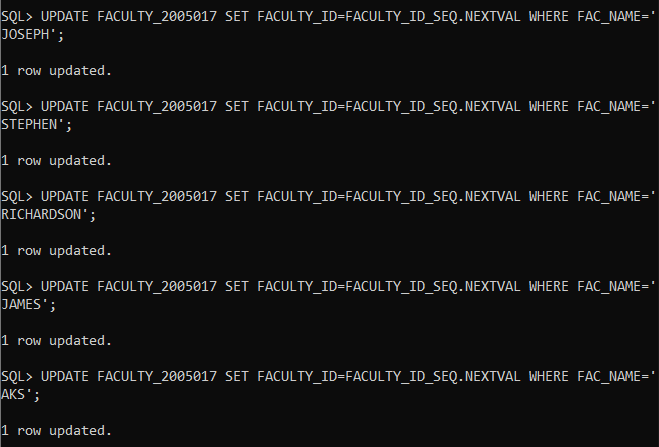 SQL> UPDATE FACULTY_2005017 SET FACULTY_ID=FACULTY_ID_SEQ.NEXTVAL WHERE FAC_NAME='
JOSEPH';
1 row updated.
SQL> UPDATE FACULTY_2005017 SET FACULTY_ID=FACULTY_ID_SEQ.NEXTVAL WHERE FAC_NAME='
STEPHEN';
1 row updated.
SQL> UPDATE FACULTY_2005017 SET FACULTY_ID=FACULTY_ID_SEQ.NEXTVAL WHERE FAC_NAME='
RICHARDSON';
1 row updated.
SQL> UPDATE FACULTY_2005017 SET FACULTY_ID=FACULTY_ID_SEQ.NEXTVAL WHERE FAC_NAME='
JAMES';
1 row updated.
SQL> UPDATE FACULTY_2005017 SET FACULTY_ID=FACULTY_ID_SEQ.NEXTVAL WHERE FAC_NAME='
AKS';
1 row updated.